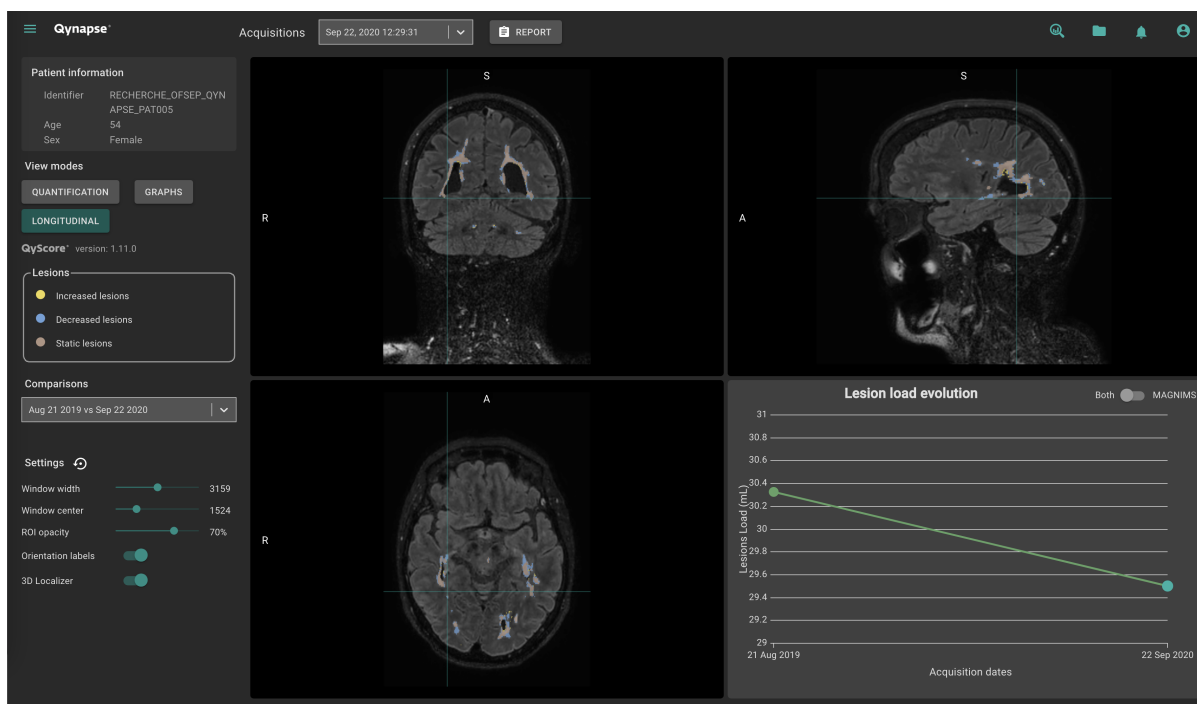 Qynapse
Acquisitions
Sep 22, 2020 12:29:31
REPORT
Patient information
Identifier RECHERCHE_OFSEP_QYN
APSE_PAT005
Age 54
Sex Female
View modes
QUANTIFICATION GRAPHS
LONGITUDINAL
QyScore version: 1.11.0
Lesions
Increased lesions
Decreased lesions
Static lesions
Comparisons
Aug 21 2019 vs Sep 22 2020
Settings
Window width 3159
Window center 1524
ROI opacity 70%
Orientation labels
3D Localizer
S
R
S
A
A
R
Lesion load evolution
Both MAGNIMS
Lesions Load (mL)
31
30.8
30.6
30.4
30.2
30
29.8
29.6
29.4
29.2
29
21 Aug 2019 22 Sep 2020
Acquisition dates